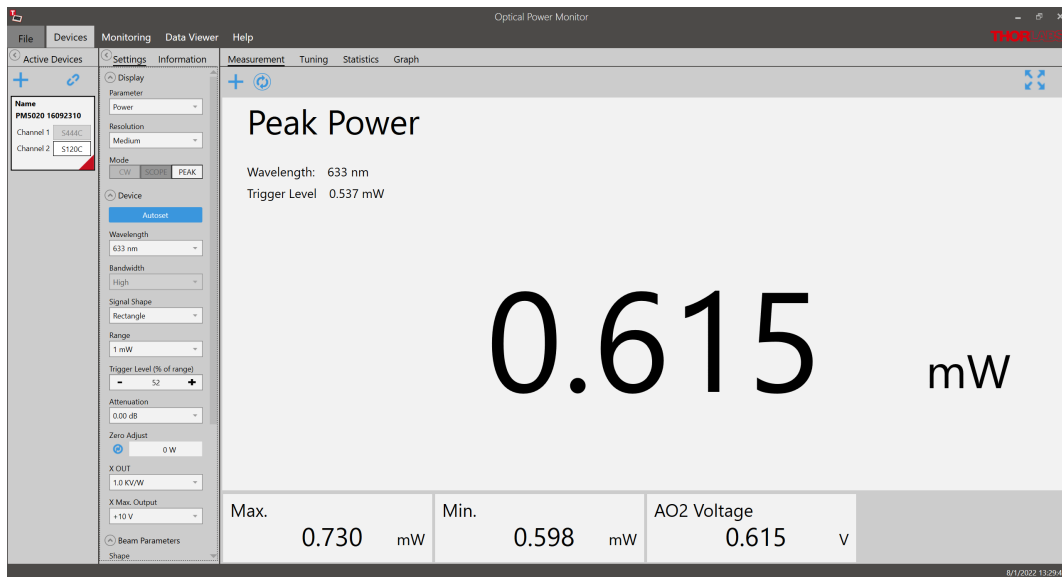 Optical Power Monitor
File Devices Monitoring Data Viewer Help
THORLABS
Active Devices
Settings Information
Measurement Tuning Statistics Graph
Name
PM5020 16092310
Channel 1 S444C
Channel 2 S120C
Display
Parameter
Power
Resolution
Medium
Mode
CW SCOPE PEAK
Device
Autoset
Wavelength
633 nm
Bandwidth
High
Signal Shape
Rectangle
Range
1 mW
Trigger Level (% of range)
- 52 +
Attenuation
0.00 dB
Zero Adjust
0 W
X OUT
1.0 KV/W
X Max. Output
+10 V
Beam Parameters
Shape
Peak Power
Wavelength: 633 nm
Trigger Level 0.537 mW
0.615 mW
Max.
0.730 mW
Min.
0.598 mW
AO2 Voltage
0.615 V
8/1/2022 13:29:4